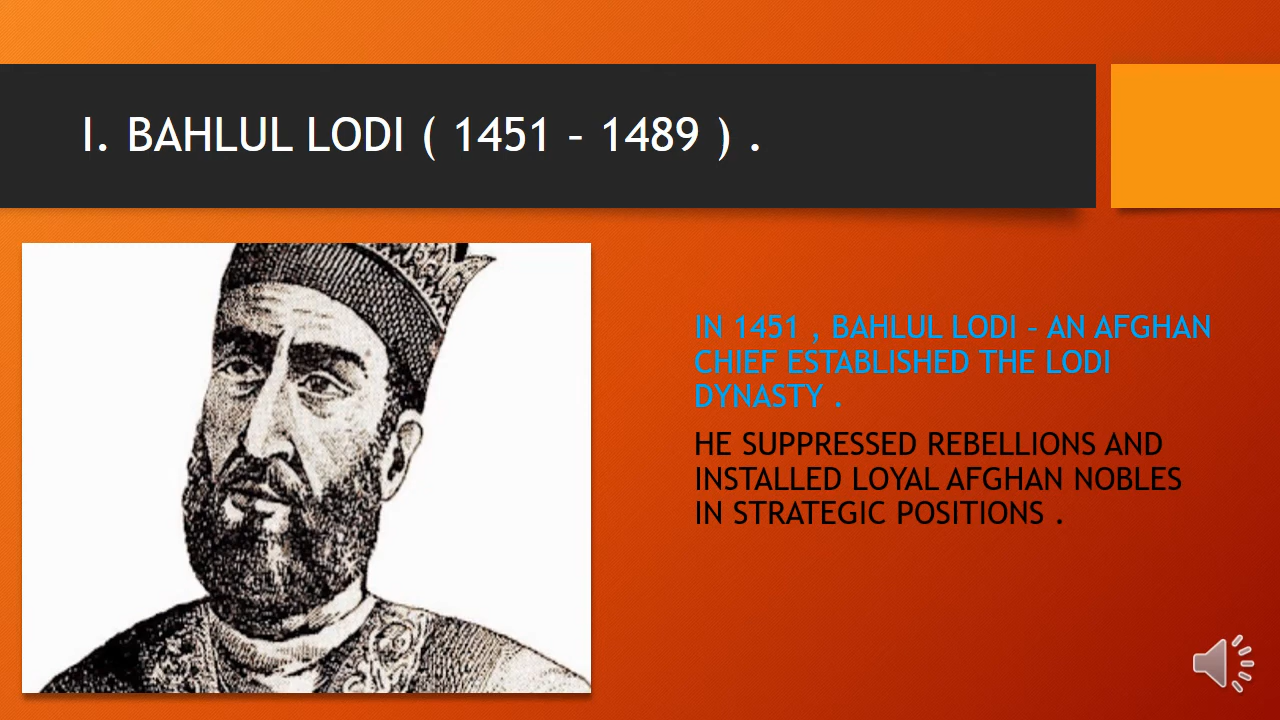 I. BAHLUL LODI ( 1451 – 1489 ) .
IN 1451 , BAHLUL LODI – AN AFGHAN
CHIEF ESTABLISHED THE LODI
DYNASTY .
HE SUPPRESSED REBELLIONS AND
INSTALLED LOYAL AFGHAN NOBLES
IN STRATEGIC POSITIONS .